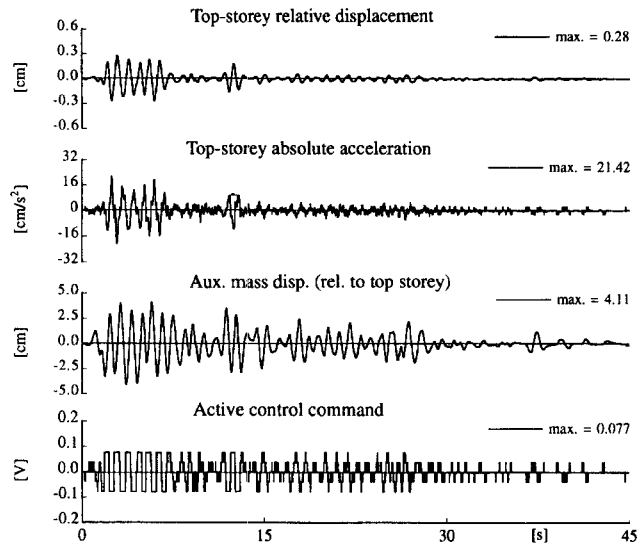 Top-storey relative displacement
0.6
max. = 0.28
0.3
[cm]
0.0
-0.3
-0.6
Top-storey absolute acceleration
32
max. = 21.42
16
[cm/s²]
0
-16
-32
Aux. mass disp. (rel. to top storey)
5.0
max. = 4.11
2.5
[cm]
0.0
-2.5
-5.0
Active control command
0.2
max. = 0.077
0.1
[V]
0.0
-0.1
-0.2
0 15 30 [s] 45